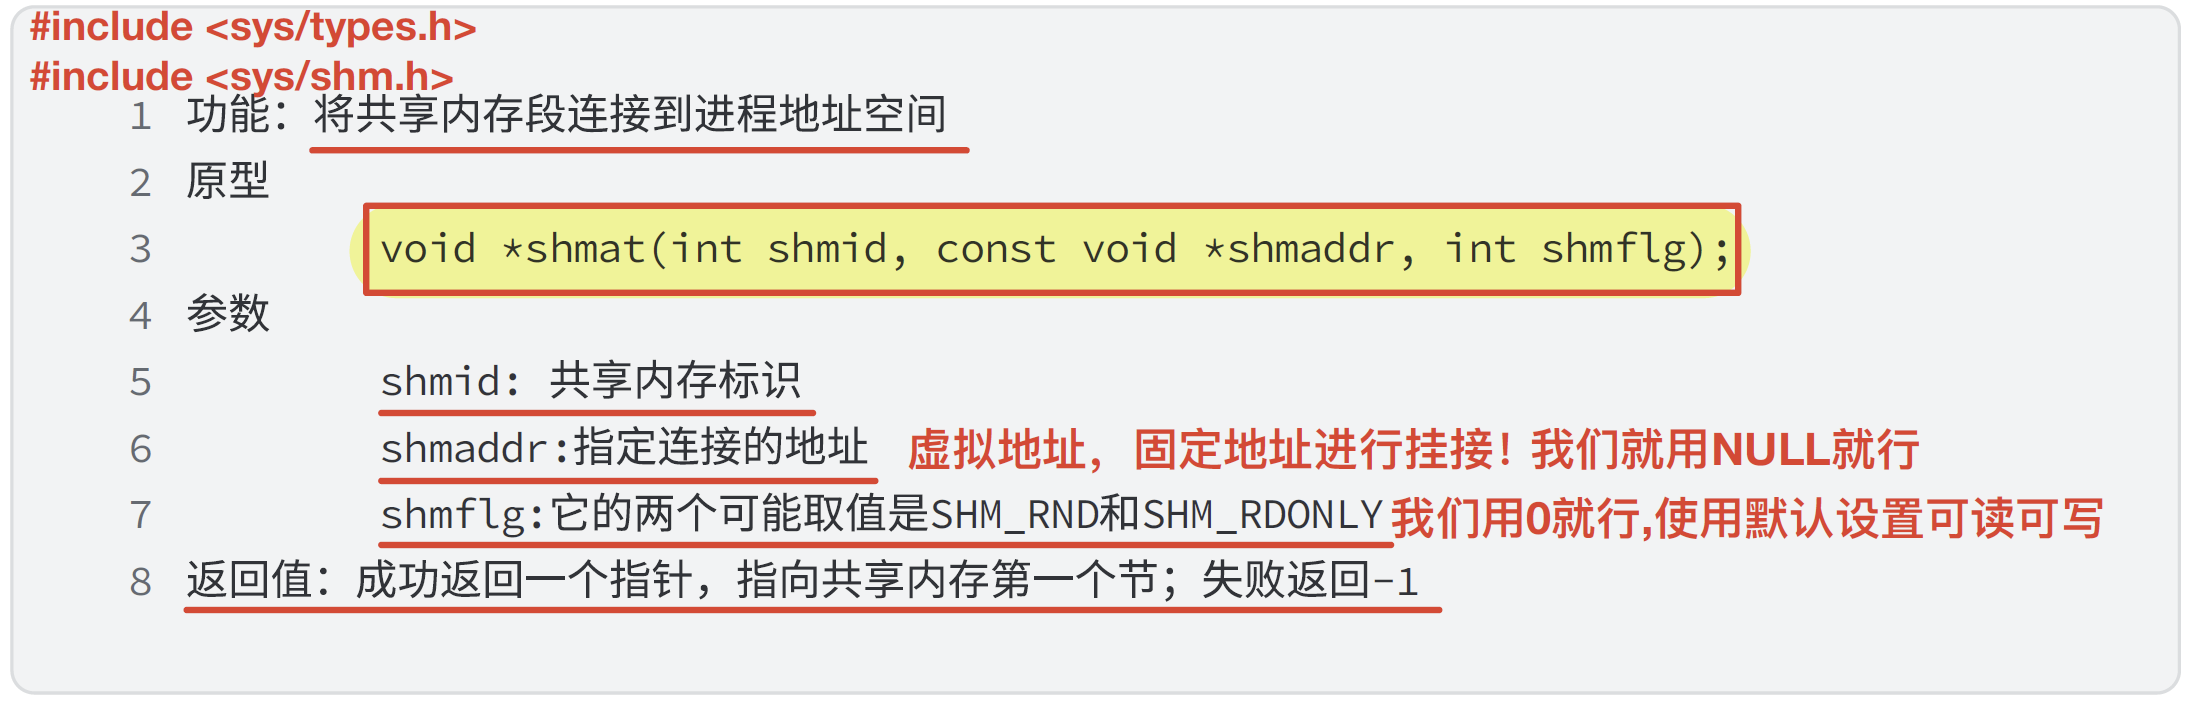 #include <sys/types.h>
#include <sys/shm.h>
1 功能：将共享内存段连接到进程地址空间
2 原型
3 void *shmat(int shmid, const void *shmaddr, int shmflg);
4 参数
5 shmid: 共享内存标识
6 shmaddr:指定连接的地址 虚拟地址，固定地址进行挂接！我们就用NULL就行
7 shmflg:它的两个可能取值是SHM_RND和SHM_RDONLY我们用0就行,使用默认设置可读可写
8 返回值：成功返回一个指针，指向共享内存第一个节；失败返回-1